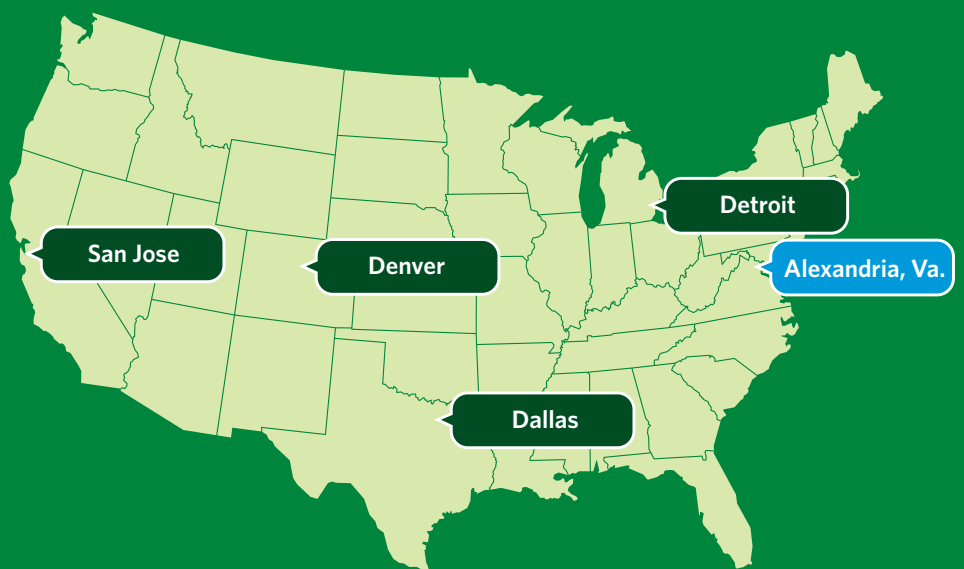 Detroit
San Jose
Denver
Alexandria, Va.
Dallas